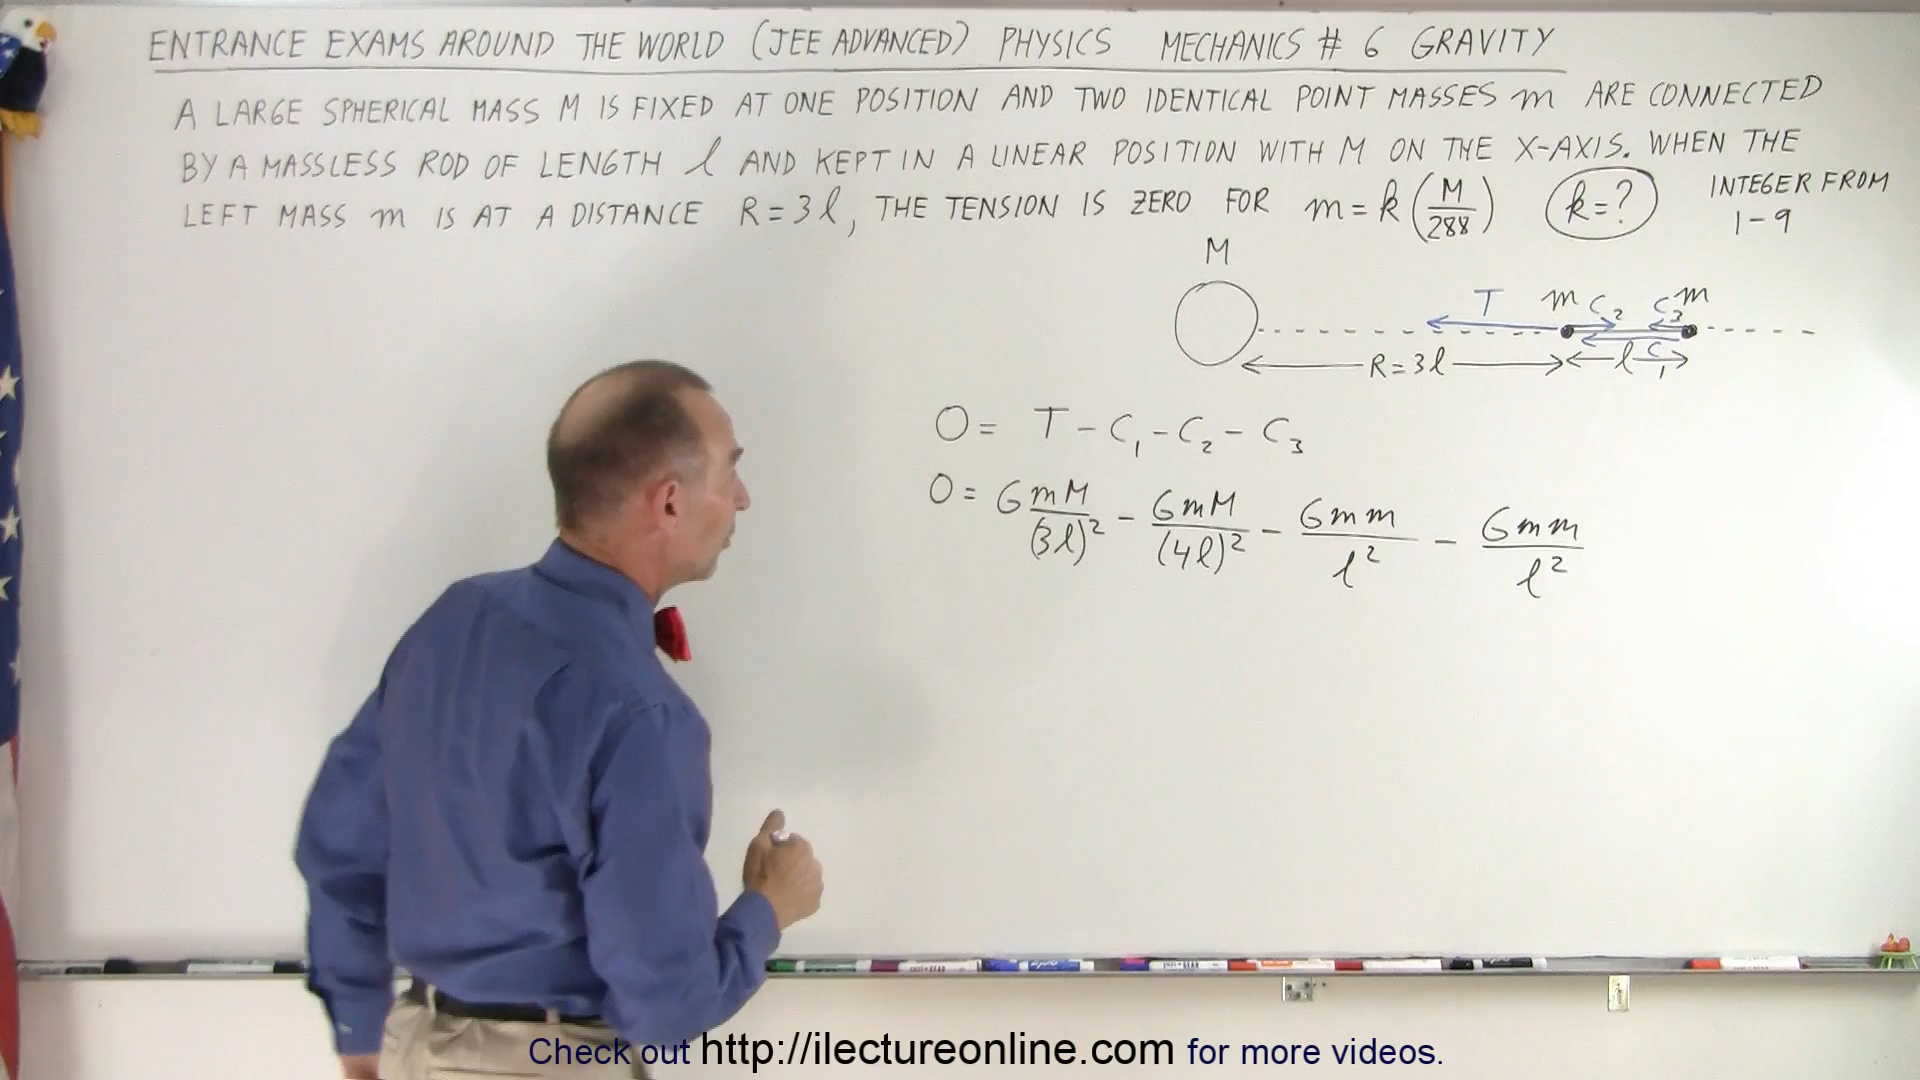 ENTRANCE EXAMS AROUND THE WORLD (JEE ADVANCED) PHYSICS MECHANICS # 6 GRAVITY
A LARGE SPHERICAL MASS M IS FIXED AT ONE POSITION AND TWO IDENTICAL POINT MASSES m ARE CONNECTED
BY A MASSLESS ROD OF LENGTH ℓ AND KEPT IN A LINEAR POSITION WITH M ON THE X-AXIS. WHEN THE
LEFT MASS m IS AT A DISTANCE R=3ℓ, THE TENSION IS ZERO FOR m = k (M/288) k=? INTEGER FROM
1-9
M
T m C₂ C₃ m
R=3ℓ ℓ C₁
0 = T - C₁ - C₂ - C₃
0 = G mM/(3ℓ)² - GmM/(4ℓ)² - Gmm/ℓ² - Gmm/ℓ²
Check out http://ilectureonline.com for more videos.